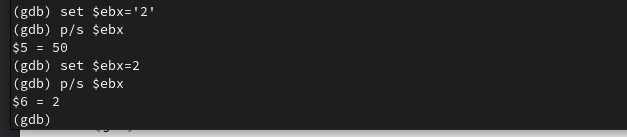 (gdb) set $ebx='2'
(gdb) p/s $ebx
$5 = 50
(gdb) set $ebx=2
(gdb) p/s $ebx
$6 = 2
(gdb)